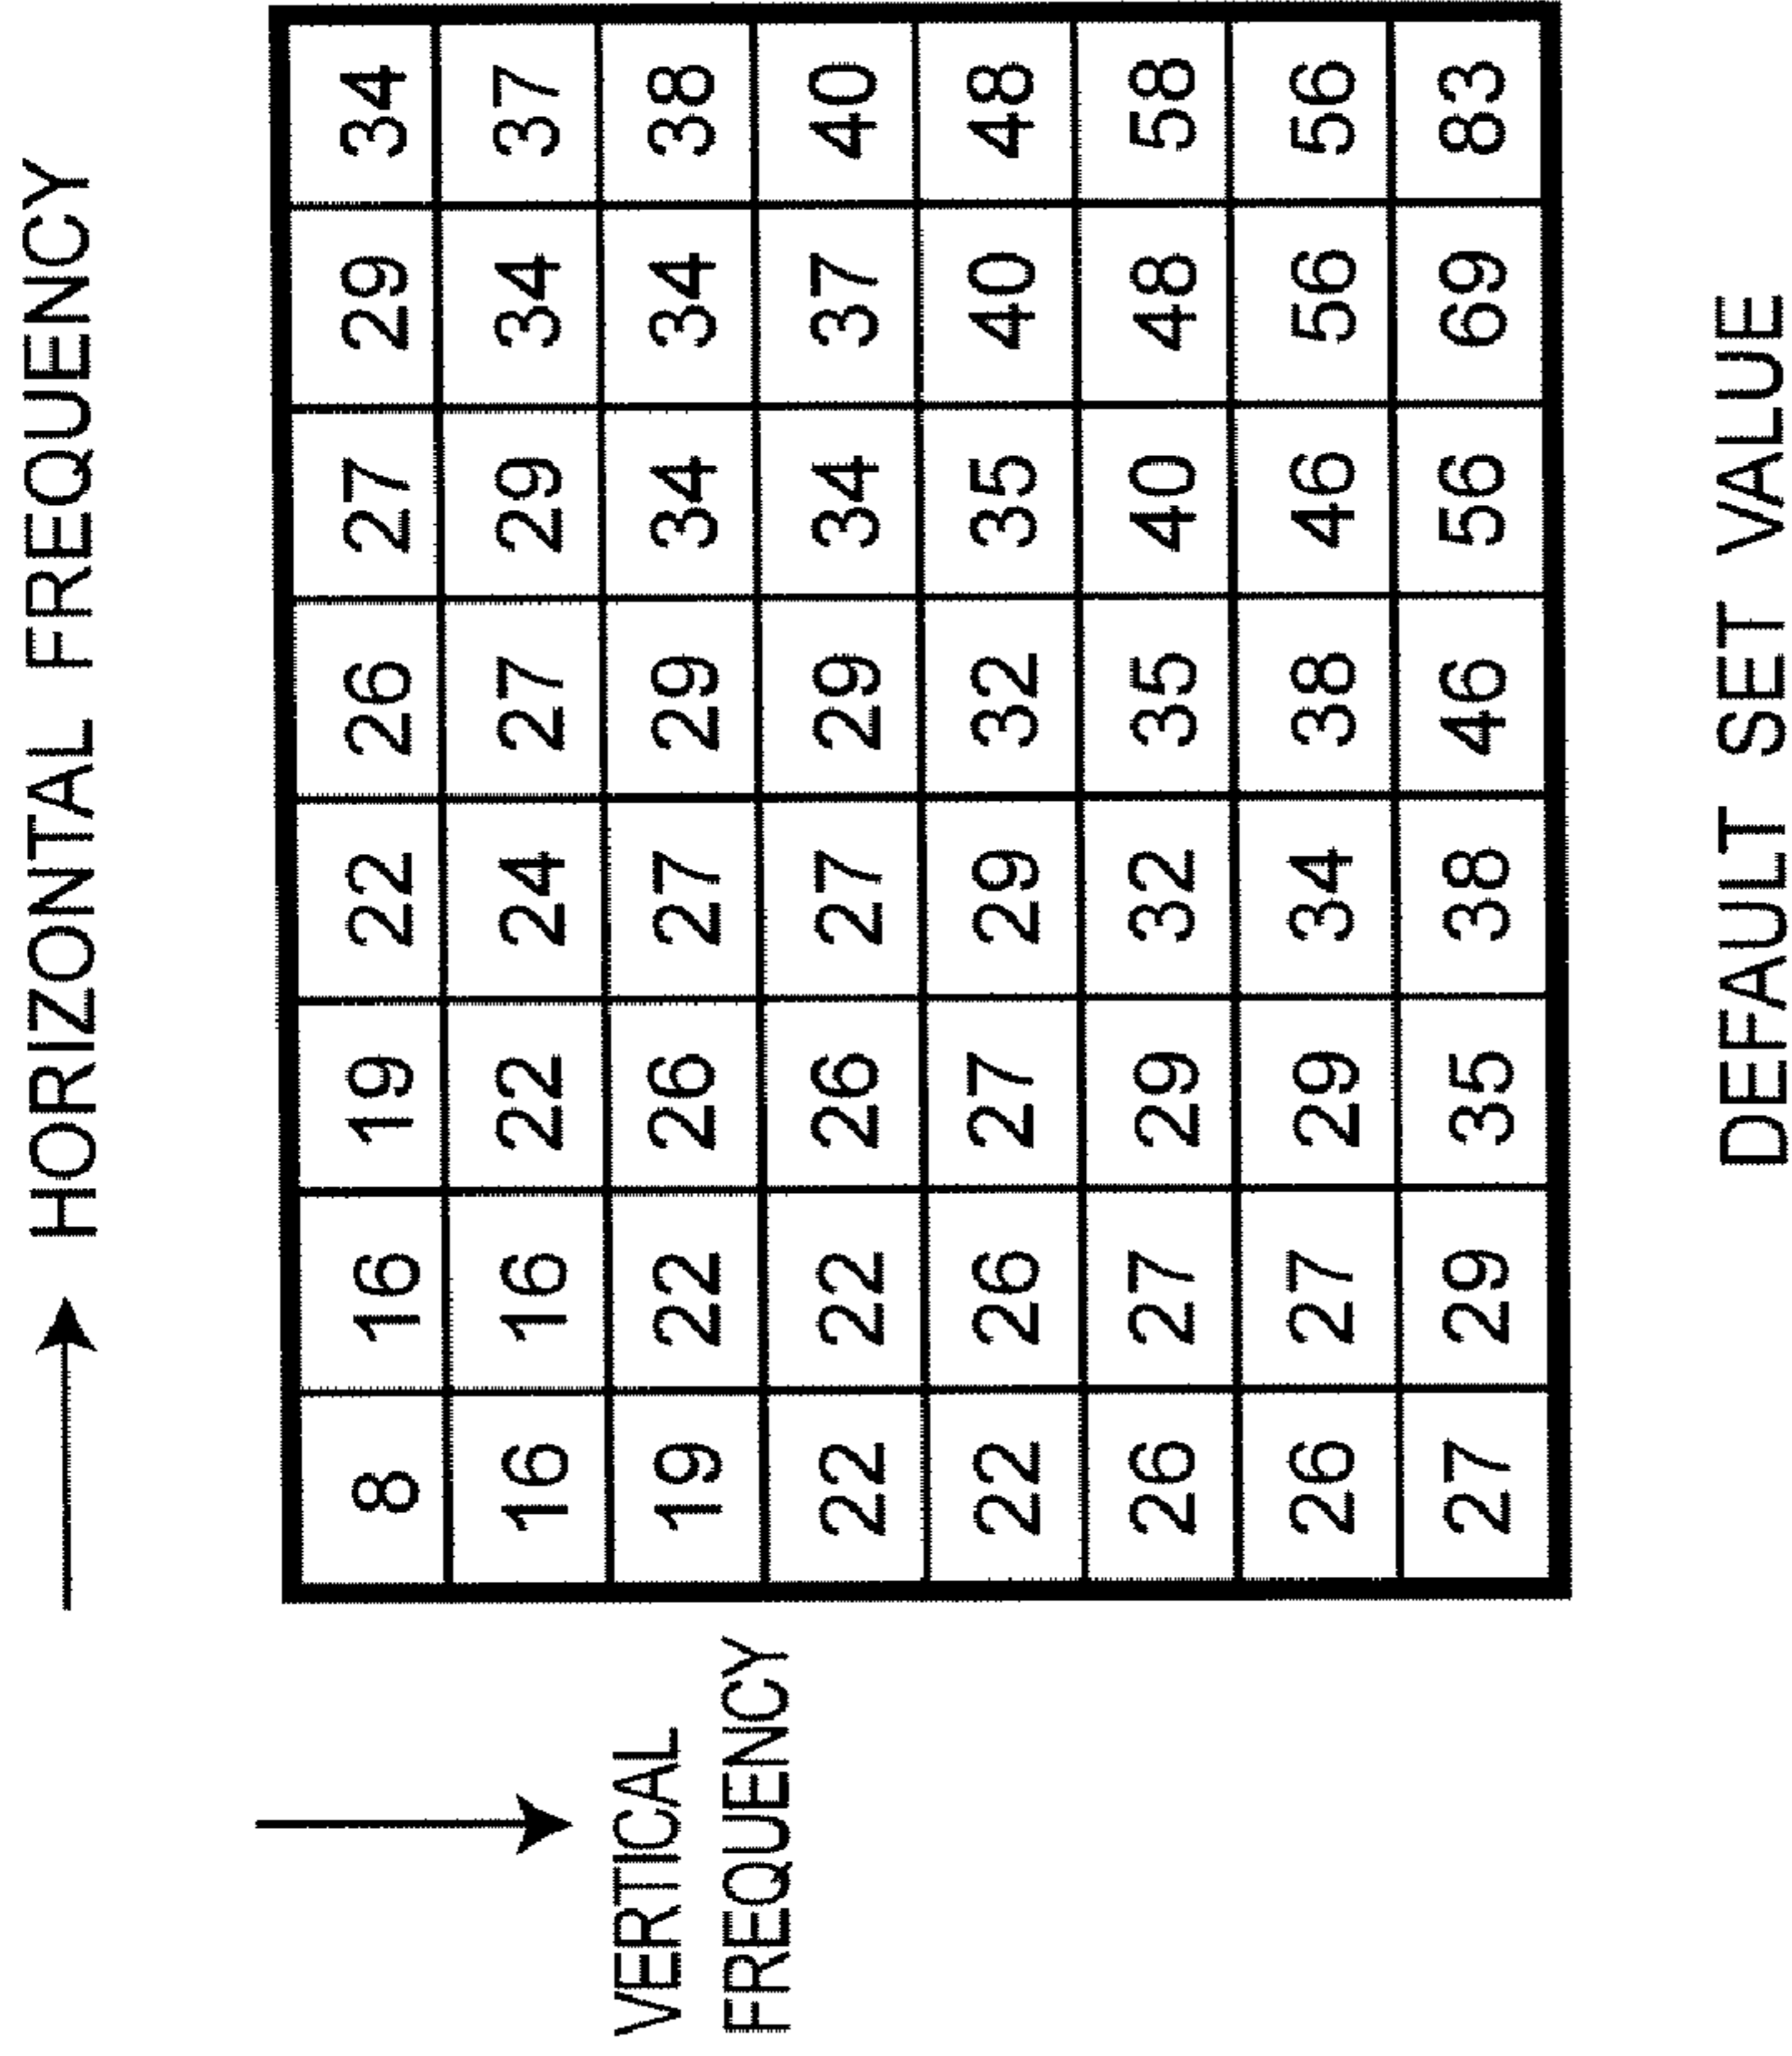 HORIZONTAL FREQUENCY
VERTICAL
FREQUENCY
8 16 19 22 26 27 29 34
16 16 22 24 27 29 34 37
19 22 26 27 29 34 34 38
22 22 26 27 29 34 37 40
22 26 27 29 32 35 40 48
26 27 29 32 35 40 48 58
26 27 29 34 38 46 56 56
27 29 35 38 46 56 69 83
DEFAULT SET VALUE